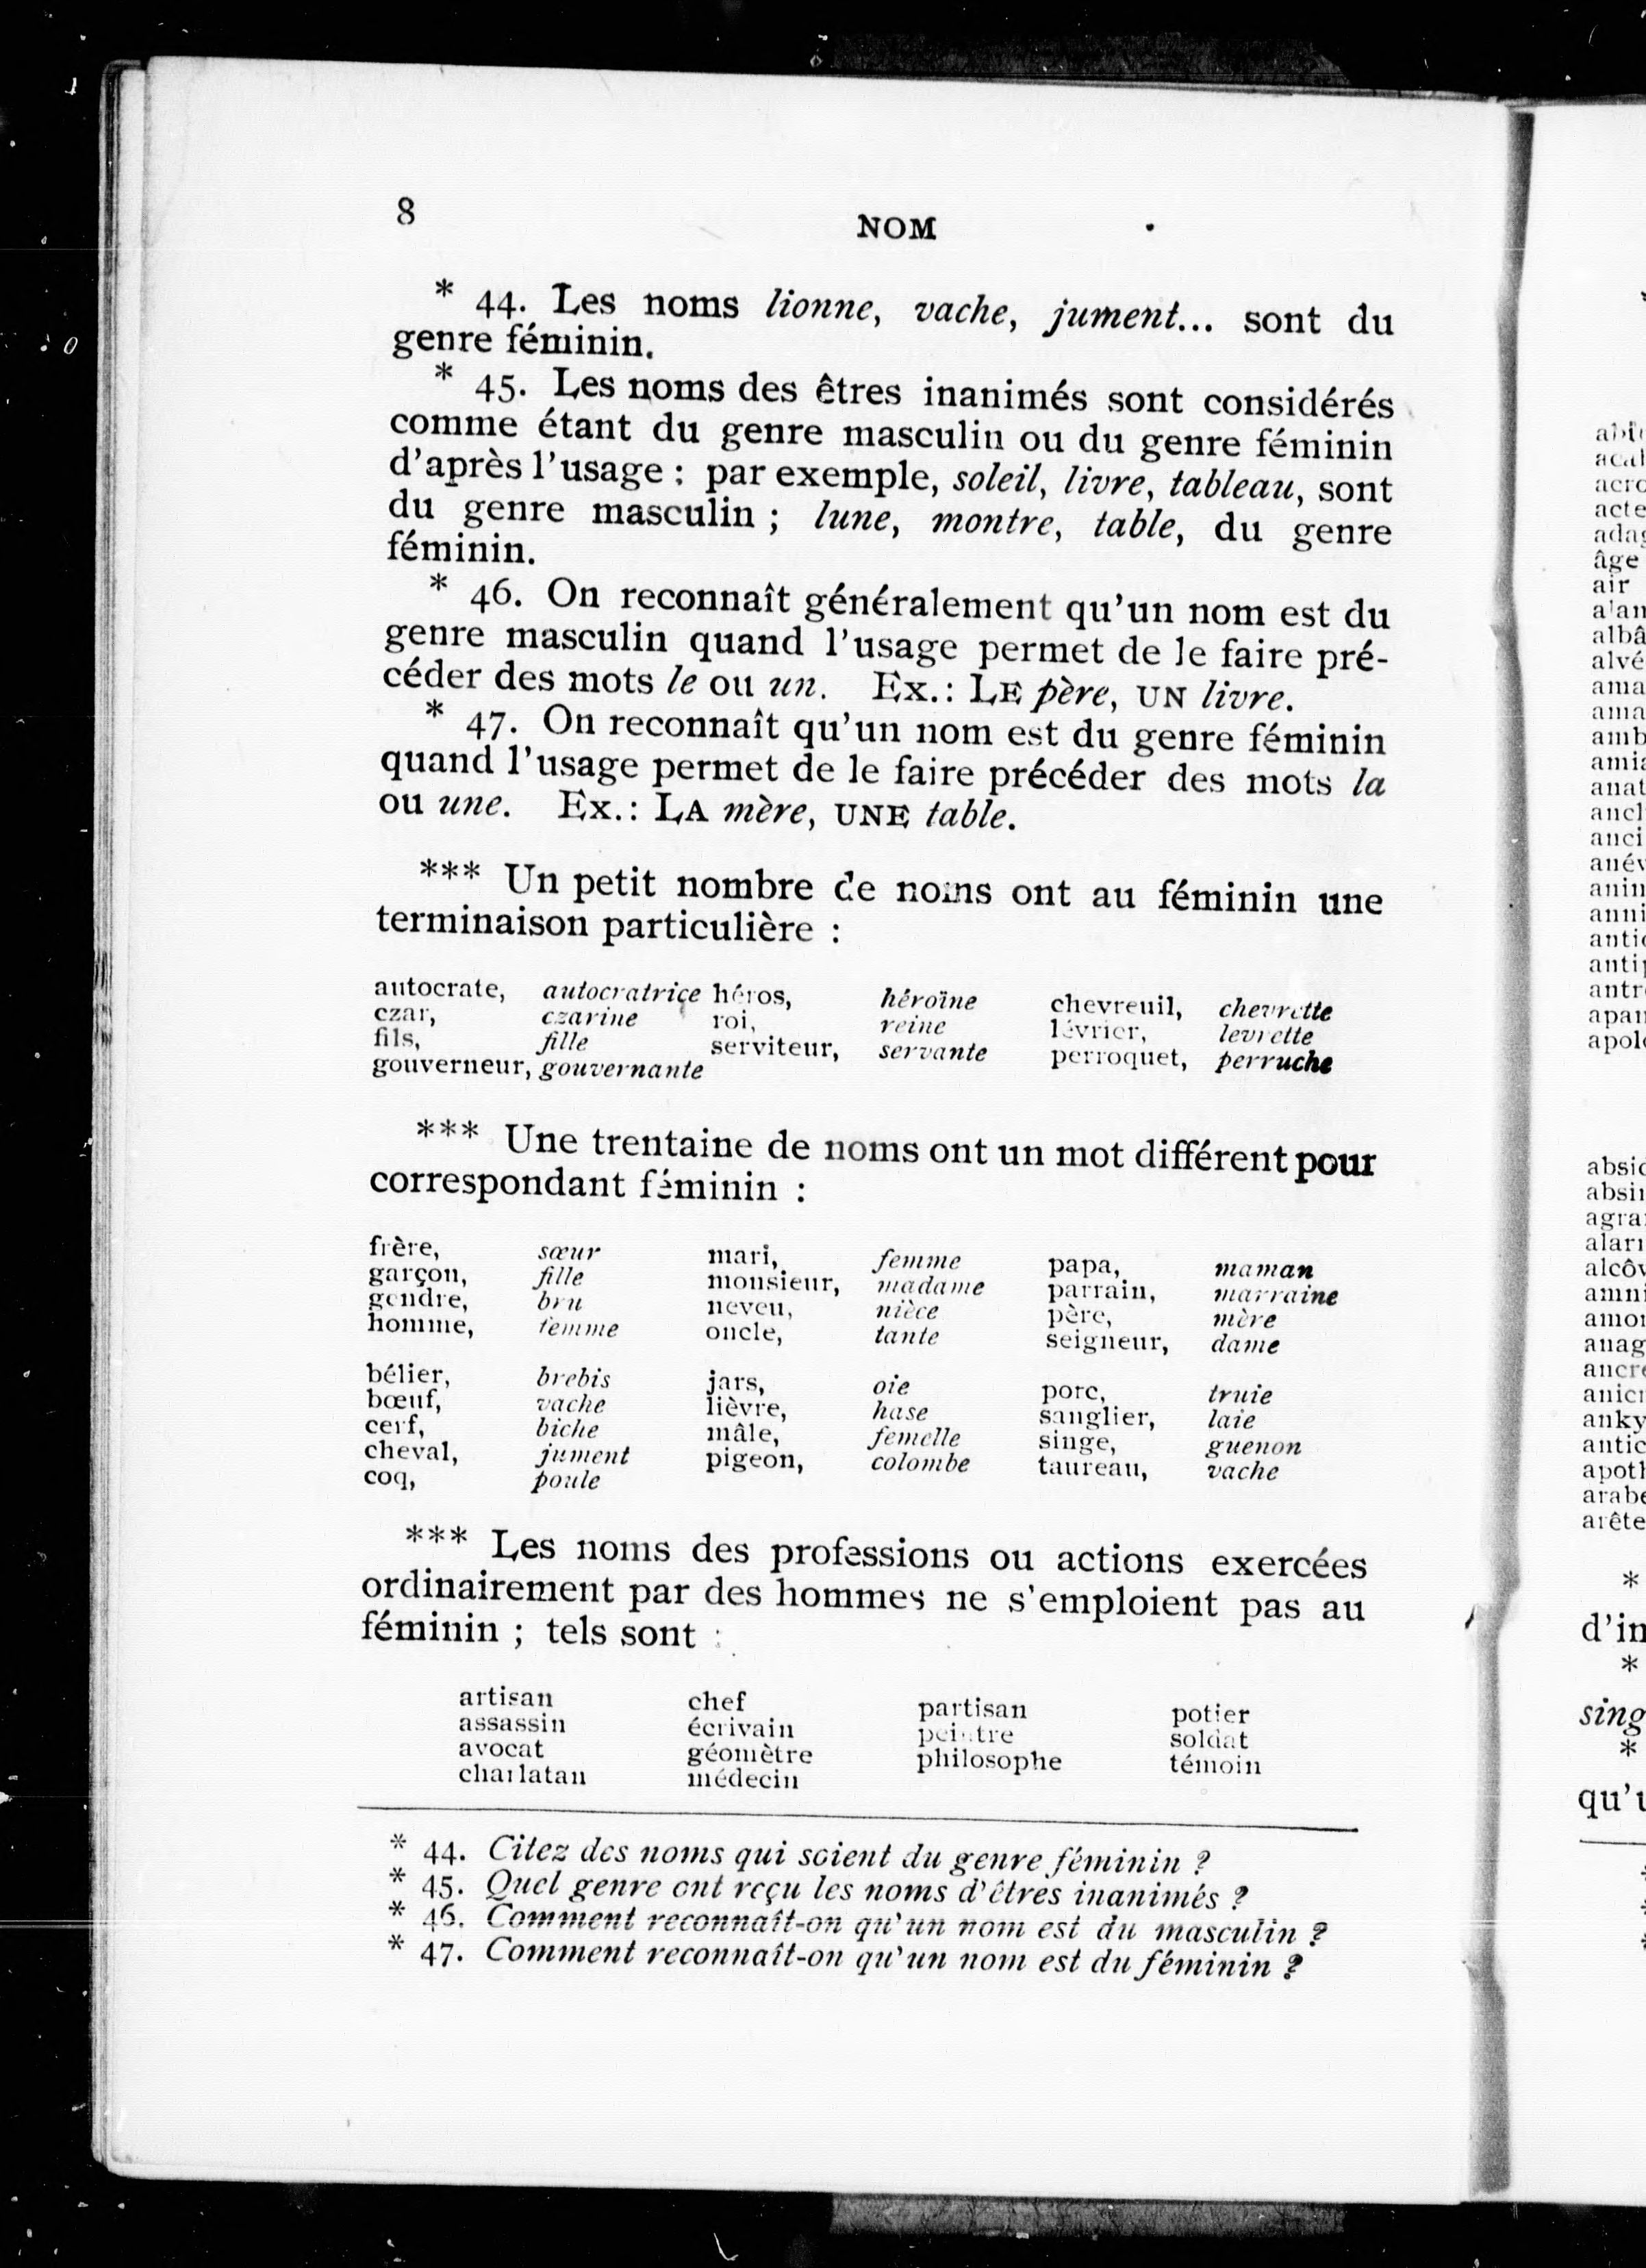 8
NOM
* 44. Les noms lionne, vache, jument... sont du
genre féminin.
* 45. Les noms des êtres inanimés sont considérés
comme étant du genre masculin ou du genre féminin
d'après l'usage : par exemple, soleil, livre, tableau, sont
du genre masculin ; lune, montre, table, du genre
féminin.
* 46. On reconnaît généralement qu'un nom est du
genre masculin quand l'usage permet de le faire pré-
céder des mots le ou un. Ex.: LE père, UN livre.
* 47. On reconnaît qu'un nom est du genre féminin
quand l'usage permet de le faire précéder des mots la
ou une. Ex.: LA mère, UNE table.
*** Un petit nombre de noms ont au féminin une
terminaison particulière :
autocrate, autocratrice héros, héroïne chevreuil, chevrette
czar, czarine roi, reine lévrier, levrette
fils, fille serviteur, servante perroquet, perruche
gouverneur, gouvernante
*** Une trentaine de noms ont un mot différent pour
correspondant féminin :
frère, sœur mari, femme papa, maman
garçon, fille monsieur, madame parrain, marraine
gendre, bru neveu, nièce père, mère
homme, femme oncle, tante seigneur, dame
bélier, brebis jars, oie porc, truie
bœuf, vache lièvre, hase sanglier, laie
cerf, biche mâle, femelle singe, guenon
cheval, jument pigeon, colombe taureau, vache
coq, poule
*** Les noms des professions ou actions exercées
ordinairement par des hommes ne s'emploient pas au
féminin ; tels sont :
artisan chef partisan potier
assassin écrivain peintre soldat
avocat géomètre philosophe témoin
charlatan médecin
* 44. Citez des noms qui soient du genre féminin ?
* 45. Quel genre ont reçu les noms d'êtres inanimés ?
* 46. Comment reconnaît-on qu'un nom est du masculin ?
* 47. Comment reconnaît-on qu'un nom est du féminin ?
acte
âge
air
d'in
sing
*
qu'u